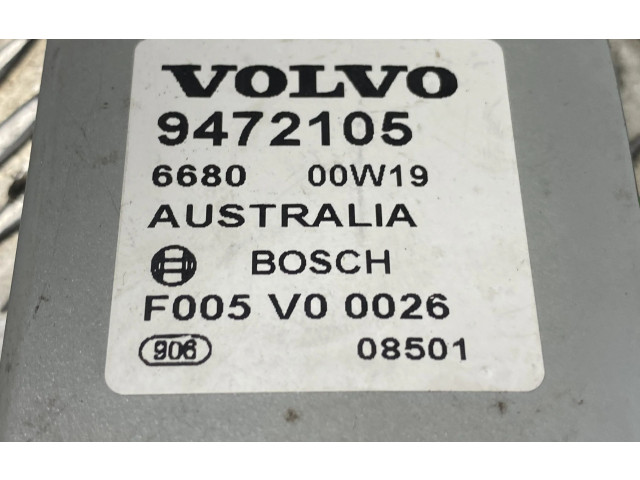 VOLVO
9472105
6680 00W19
AUSTRALIA
BOSCH
F005 V0 0026
906 08501